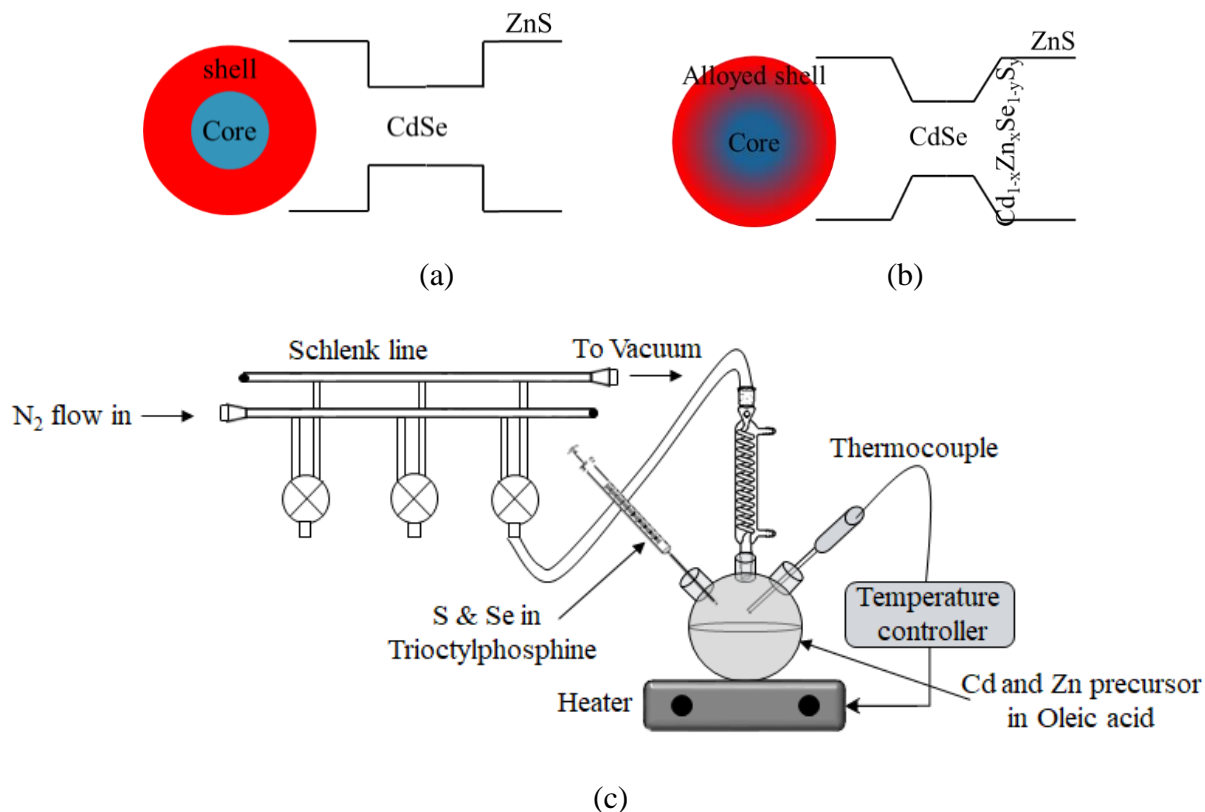 ZnS
shell
Core
CdSe
(a)
ZnS
Alloyed shell
Core
CdSe
Cd₁₋ₓZnₓSe₁₋ᵧSᵧ
(b)
Schlenk line
To Vacuum
N₂ flow in
Thermocouple
S & Se in
Trioctylphosphine
Temperature
controller
Heater
Cd and Zn precursor
in Oleic acid
(c)